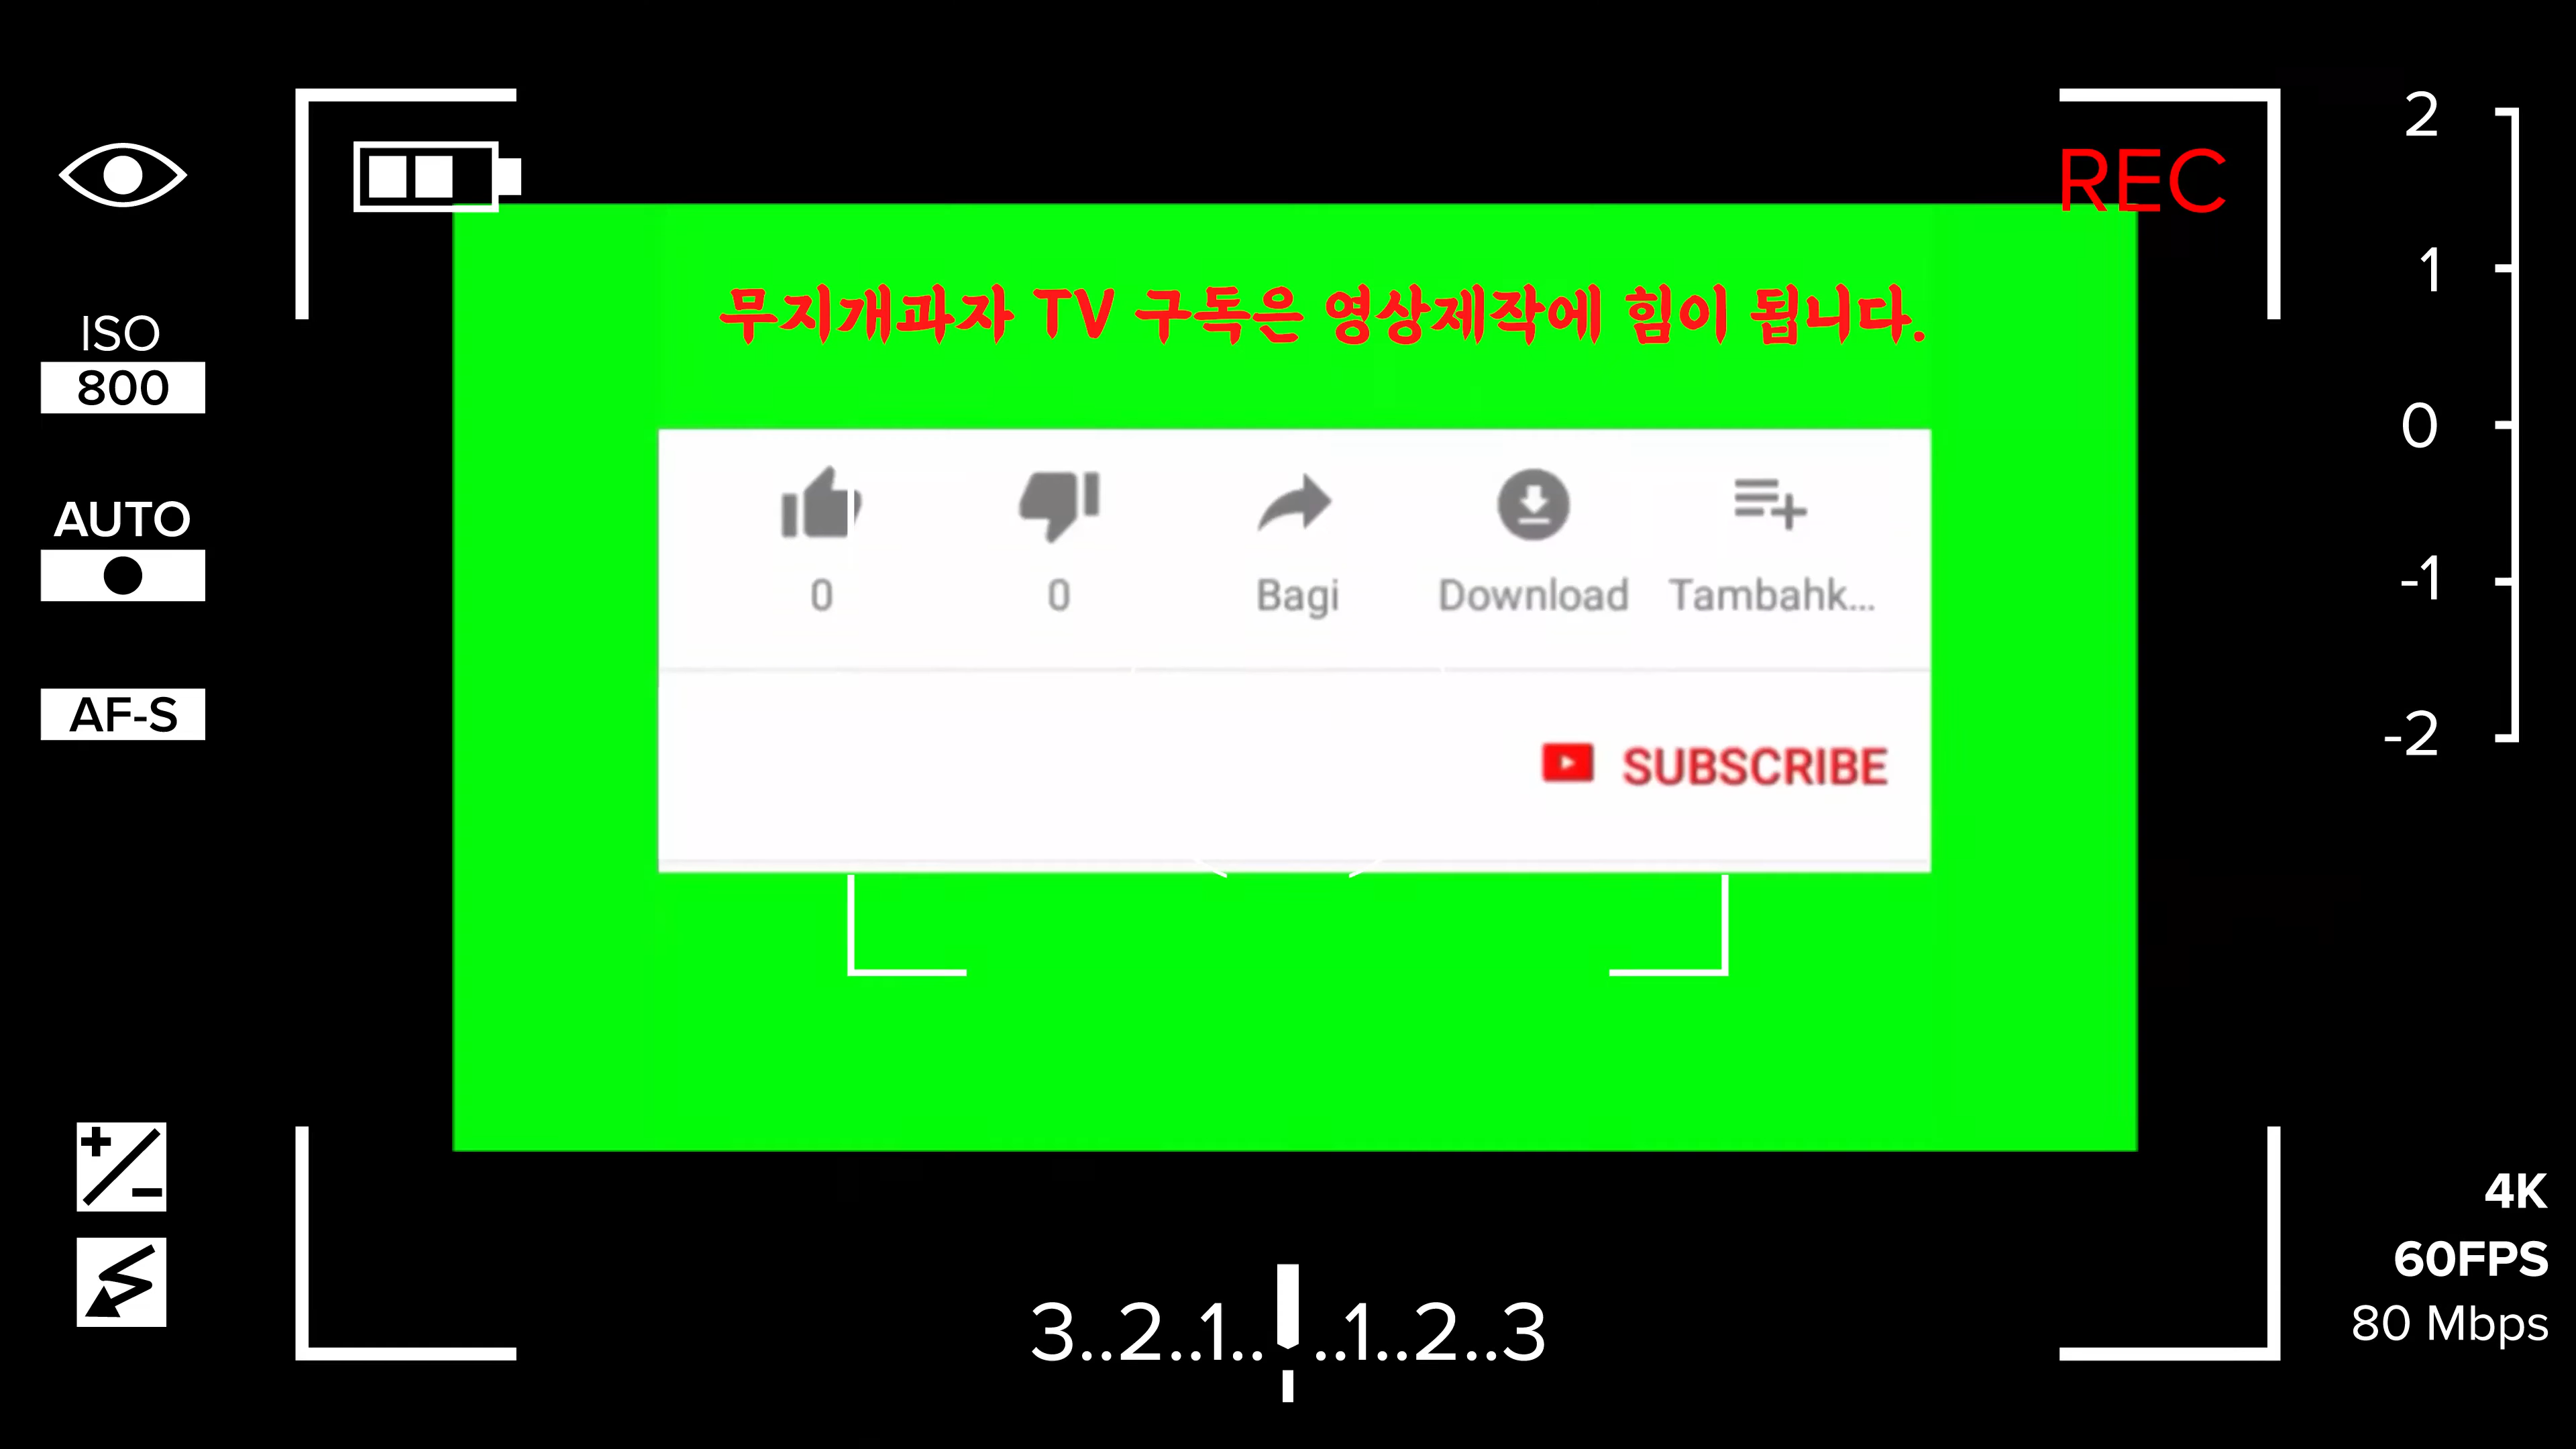 REC
2
1
0
-1
-2
ISO
800
AUTO
AF-S
무지개과자 TV 구독은 영상제작에 힘이 됩니다.
0 0 Bagi Download Tambahk...
SUBSCRIBE
3..2..1.. ..1..2..3
4K
60FPS
80 Mbps